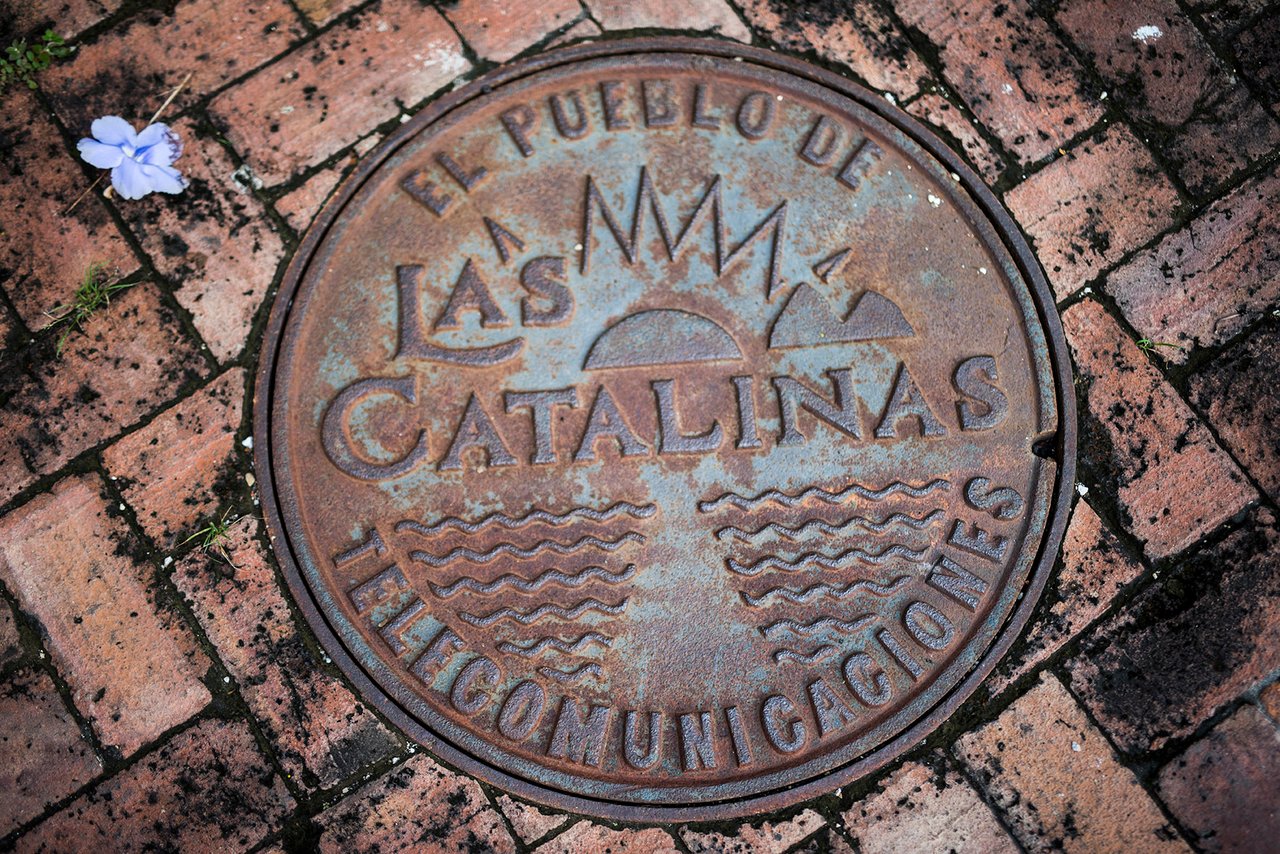 EL PUEBLO DE
LAS
CATALINAS
TELECOMUNICACIONES